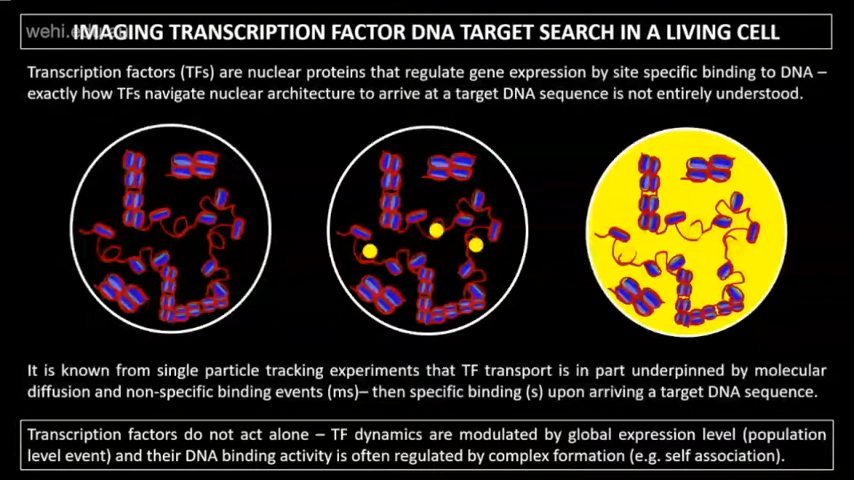 IMAGING TRANSCRIPTION FACTOR DNA TARGET SEARCH IN A LIVING CELL
wehi.edu
Transcription factors (TFs) are nuclear proteins that regulate gene expression by site specific binding to DNA –
exactly how TFs navigate nuclear architecture to arrive at a target DNA sequence is not entirely understood.
It is known from single particle tracking experiments that TF transport is in part underpinned by molecular
diffusion and non-specific binding events (ms)– then specific binding (s) upon arriving a target DNA sequence.
Transcription factors do not act alone – TF dynamics are modulated by global expression level (population
level event) and their DNA binding activity is often regulated by complex formation (e.g. self association).